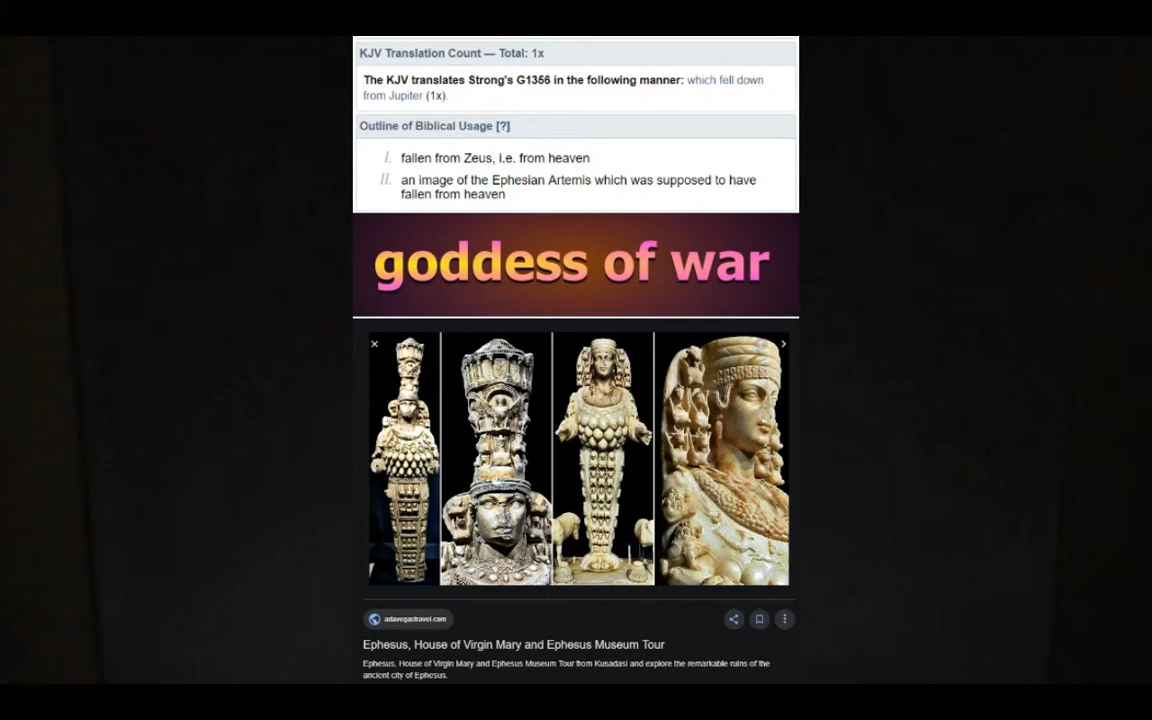 KJV Translation Count — Total: 1x
The KJV translates Strong's G1356 in the following manner: which fell down
from Jupiter (1x).
Outline of Biblical Usage [?]
I. fallen from Zeus, i.e. from heaven
II. an image of the Ephesian Artemis which was supposed to have
fallen from heaven
goddess of war
adavegastravel.com
Ephesus, House of Virgin Mary and Ephesus Museum Tour
Ephesus, House of Virgin Mary and Ephesus Museum Tour from Kusadasi and explore the remarkable ruins of the
ancient city of Ephesus.